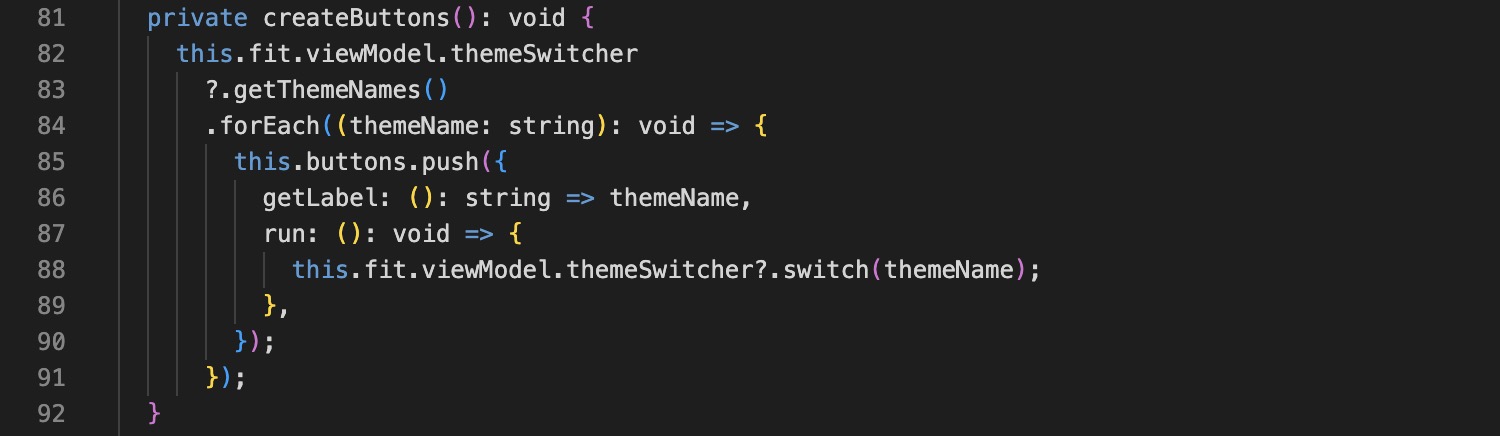 81 private createButtons(): void {
82 this.fit.viewModel.themeSwitcher
83 ?.getThemeNames()
84 .forEach((themeName: string): void => {
85 this.buttons.push({
86 getLabel: (): string => themeName,
87 run: (): void => {
88 this.fit.viewModel.themeSwitcher?.switch(themeName);
89 },
90 });
91 });
92 }